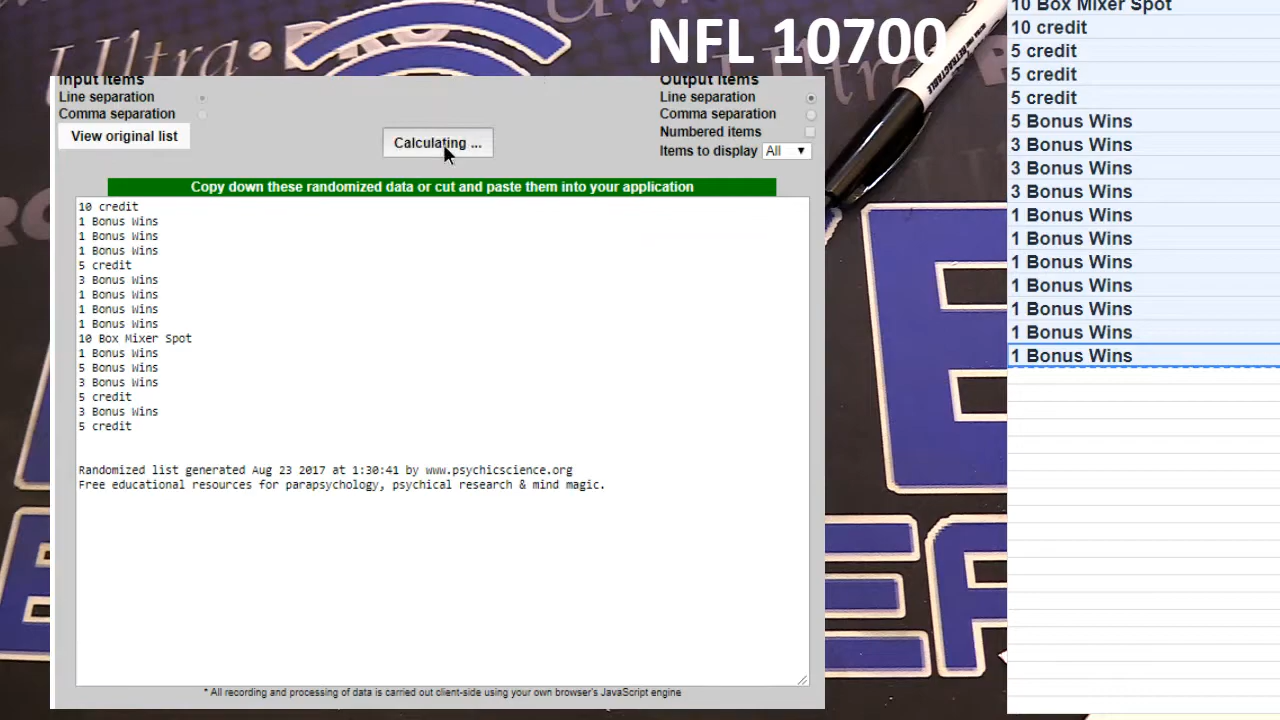 Ultra PRO
NFL 10700
Input Items
Line separation
Comma separation
View original list
Calculating ...
Output Items
Line separation
Comma separation
Numbered items
Items to display All
Copy down these randomized data or cut and paste them into your application
10 credit
1 Bonus Wins
1 Bonus Wins
1 Bonus Wins
5 credit
3 Bonus Wins
1 Bonus Wins
1 Bonus Wins
1 Bonus Wins
10 Box Mixer Spot
1 Bonus Wins
5 Bonus Wins
3 Bonus Wins
5 credit
3 Bonus Wins
5 credit
Randomized list generated Aug 23 2017 at 1:30:41 by www.psychicscience.org
Free educational resources for parapsychology, psychical research & mind magic.
* All recording and processing of data is carried out client-side using your own browser's JavaScript engine
10 Box Mixer Spot
10 credit
5 credit
5 credit
5 credit
5 Bonus Wins
3 Bonus Wins
3 Bonus Wins
3 Bonus Wins
1 Bonus Wins
1 Bonus Wins
1 Bonus Wins
1 Bonus Wins
1 Bonus Wins
1 Bonus Wins
1 Bonus Wins